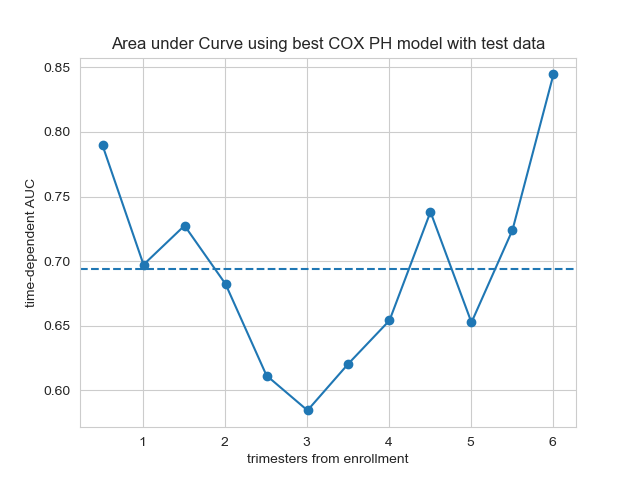 Area under Curve using best COX PH model with test data
0.85
0.80
0.75
0.70
0.65
0.60
time-dependent AUC
1 2 3 4 5 6
trimesters from enrollment